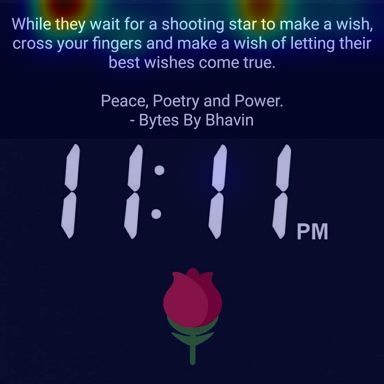 While they wait for a shooting star to make a wish,
cross your fingers and make a wish of letting their
best wishes come true.
Peace, Poetry and Power.
- Bytes By Bhavin
11:11 PM